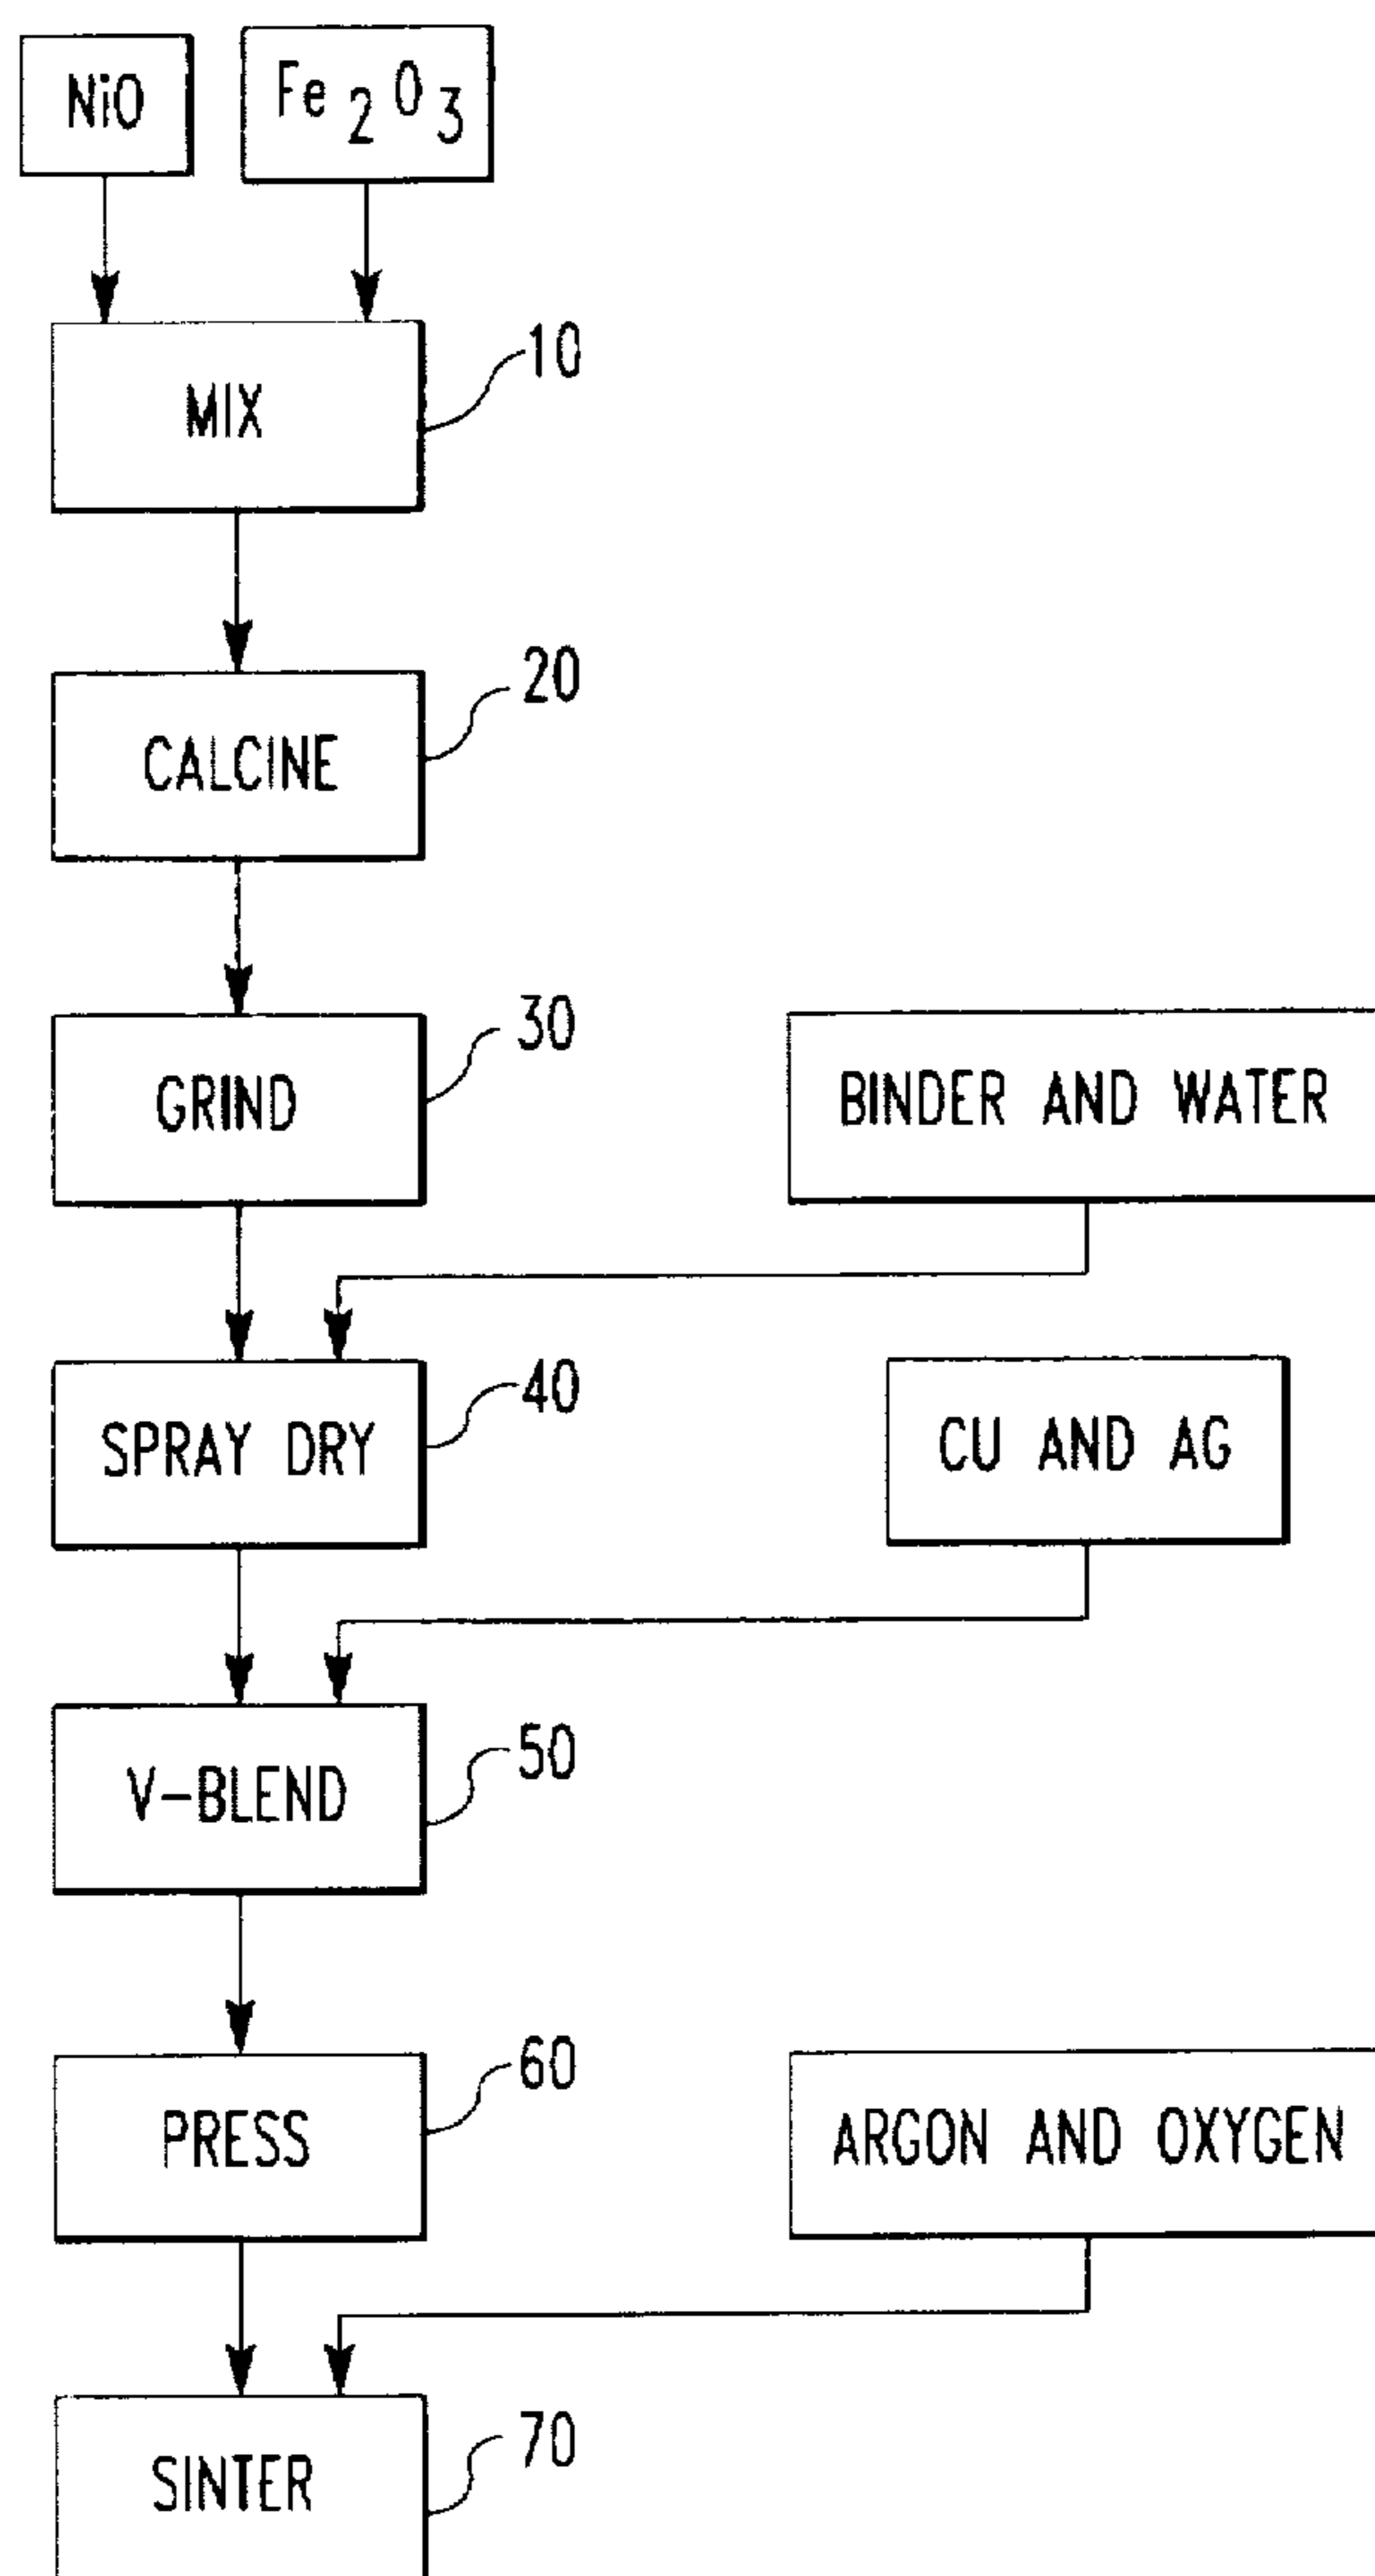 NiO
Fe2O3
MIX
10
CALCINE
20
GRIND
30
BINDER AND WATER
SPRAY DRY
40
CU AND AG
V-BLEND
50
PRESS
60
ARGON AND OXYGEN
SINTER
70